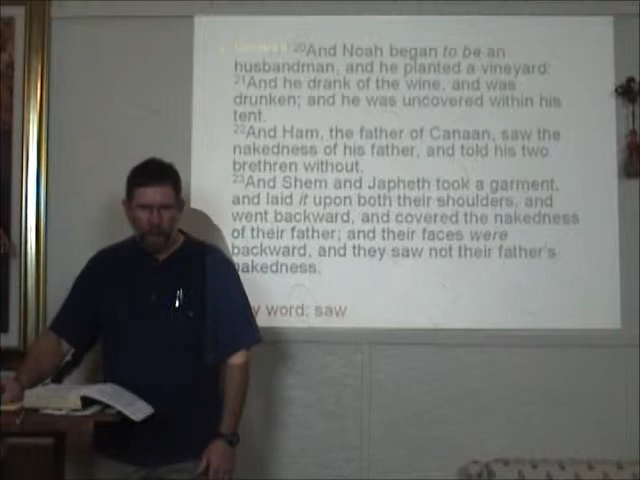 ²⁰And Noah began to be an
husbandman, and he planted a vineyard:
²¹And he drank of the wine, and was
drunken; and he was uncovered within his
tent.
²²And Ham, the father of Canaan, saw the
nakedness of his father, and told his two
brethren without.
²³And Shem and Japheth took a garment,
and laid it upon both their shoulders, and
went backward, and covered the nakedness
of their father; and their faces were
backward, and they saw not their father's
nakedness.
word: saw